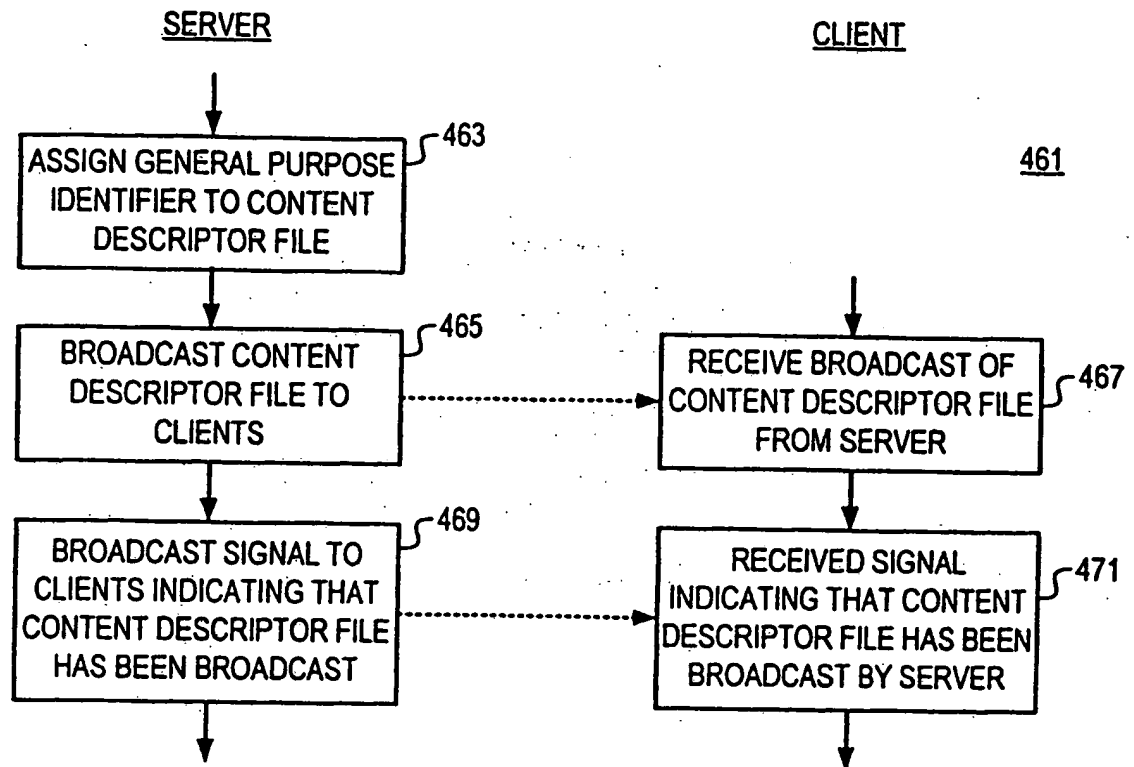 SERVER
CLIENT
463
ASSIGN GENERAL PURPOSE
IDENTIFIER TO CONTENT
DESCRIPTOR FILE
461
465
BROADCAST CONTENT
DESCRIPTOR FILE TO
CLIENTS
RECEIVE BROADCAST OF
CONTENT DESCRIPTOR FILE
FROM SERVER
467
469
BROADCAST SIGNAL TO
CLIENTS INDICATING THAT
CONTENT DESCRIPTOR FILE
HAS BEEN BROADCAST
RECEIVED SIGNAL
INDICATING THAT CONTENT
DESCRIPTOR FILE HAS BEEN
BROADCAST BY SERVER
471